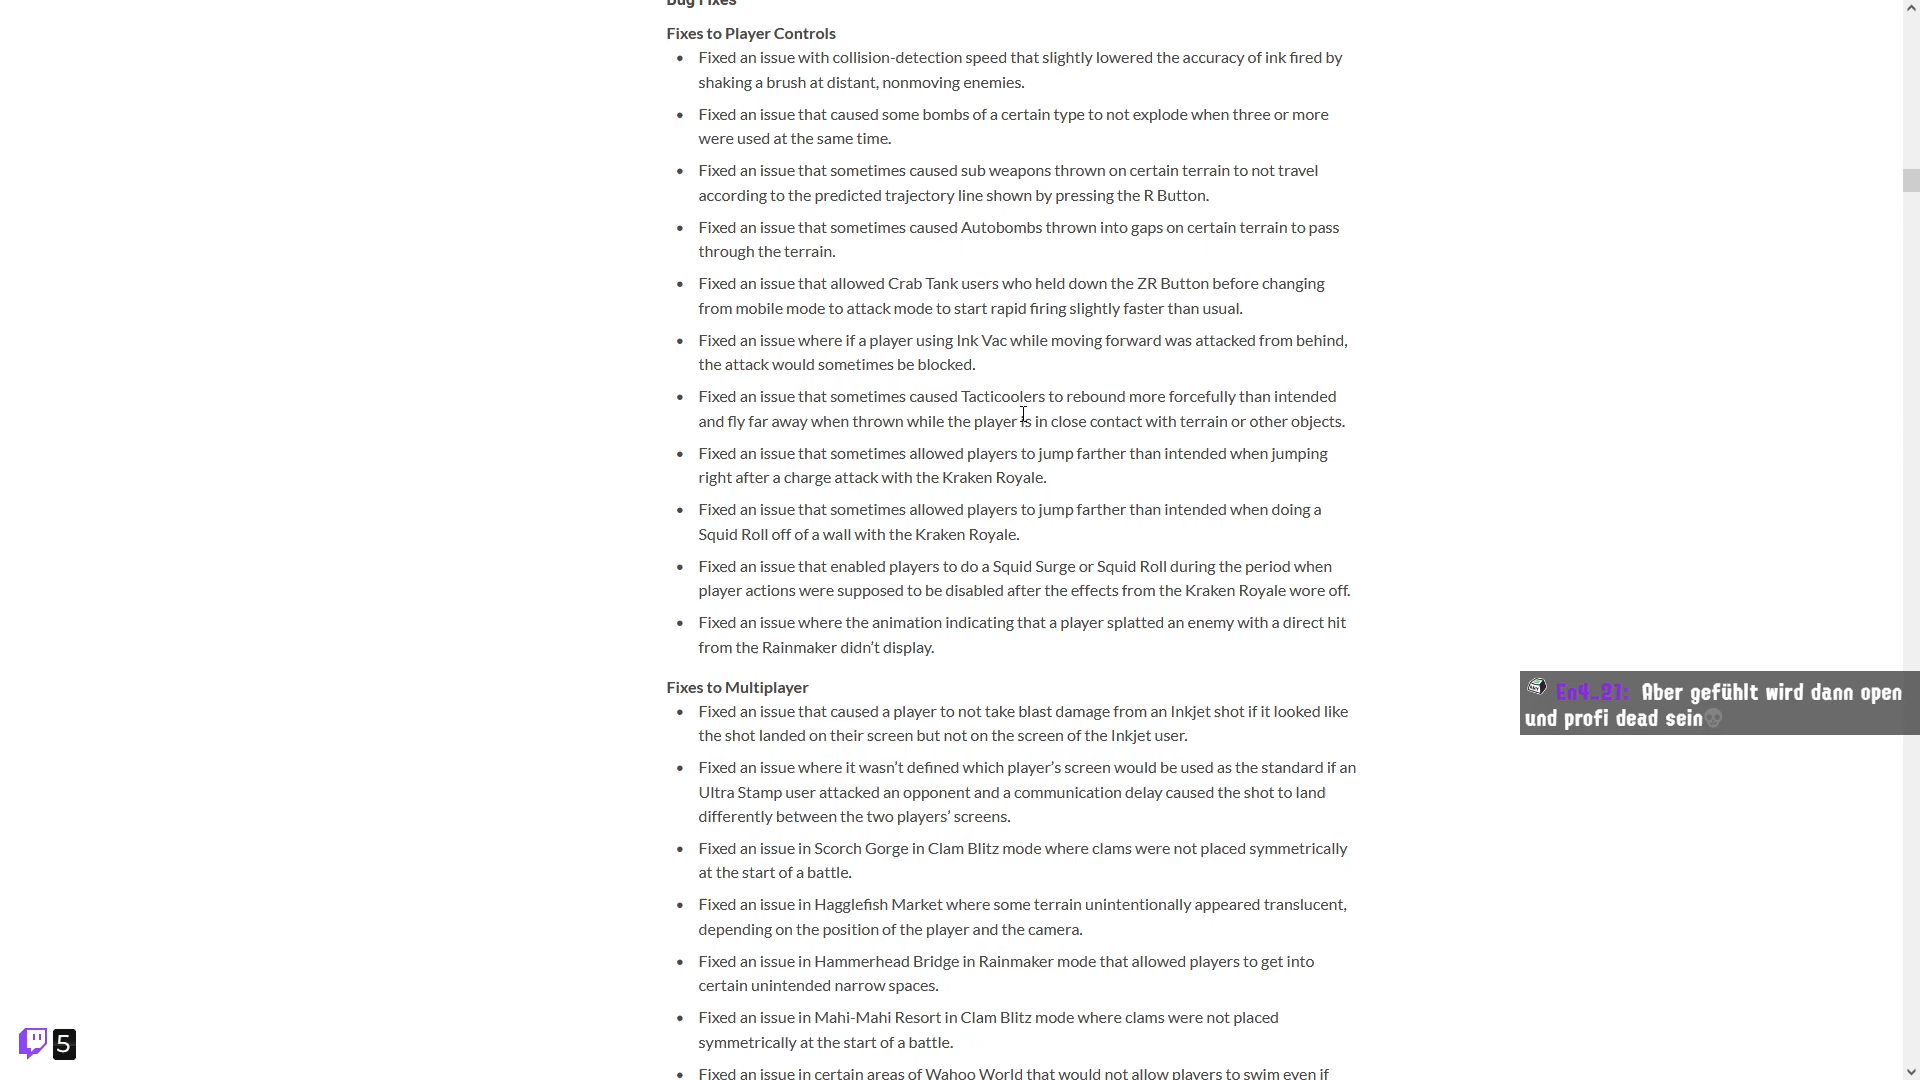 Bug Fixes
Fixes to Player Controls
• Fixed an issue with collision-detection speed that slightly lowered the accuracy of ink fired by
shaking a brush at distant, nonmoving enemies.
• Fixed an issue that caused some bombs of a certain type to not explode when three or more
were used at the same time.
• Fixed an issue that sometimes caused sub weapons thrown on certain terrain to not travel
according to the predicted trajectory line shown by pressing the R Button.
• Fixed an issue that sometimes caused Autobombs thrown into gaps on certain terrain to pass
through the terrain.
• Fixed an issue that allowed Crab Tank users who held down the ZR Button before changing
from mobile mode to attack mode to start rapid firing slightly faster than usual.
• Fixed an issue where if a player using Ink Vac while moving forward was attacked from behind,
the attack would sometimes be blocked.
• Fixed an issue that sometimes caused Tacticoolers to rebound more forcefully than intended
and fly far away when thrown while the player is in close contact with terrain or other objects.
• Fixed an issue that sometimes allowed players to jump farther than intended when jumping
right after a charge attack with the Kraken Royale.
• Fixed an issue that sometimes allowed players to jump farther than intended when doing a
Squid Roll off of a wall with the Kraken Royale.
• Fixed an issue that enabled players to do a Squid Surge or Squid Roll during the period when
player actions were supposed to be disabled after the effects from the Kraken Royale wore off.
• Fixed an issue where the animation indicating that a player splatted an enemy with a direct hit
from the Rainmaker didn’t display.
Fixes to Multiplayer
• Fixed an issue that caused a player to not take blast damage from an Inkjet shot if it looked like
the shot landed on their screen but not on the screen of the Inkjet user.
• Fixed an issue where it wasn’t defined which player’s screen would be used as the standard if an
Ultra Stamp user attacked an opponent and a communication delay caused the shot to land
differently between the two players’ screens.
• Fixed an issue in Scorch Gorge in Clam Blitz mode where clams were not placed symmetrically
at the start of a battle.
• Fixed an issue in Hagglefish Market where some terrain unintentionally appeared translucent,
depending on the position of the player and the camera.
• Fixed an issue in Hammerhead Bridge in Rainmaker mode that allowed players to get into
certain unintended narrow spaces.
• Fixed an issue in Mahi-Mahi Resort in Clam Blitz mode where clams were not placed
symmetrically at the start of a battle.
• Fixed an issue in certain areas of Wahoo World that would not allow players to swim even if
En4_21: Aber gefühlt wird dann open
und profi dead sein💀
5